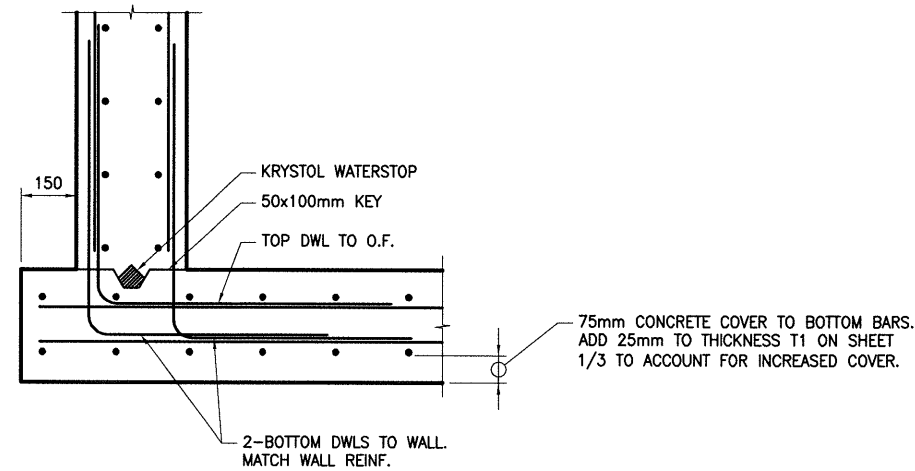 KRYSTOL WATERSTOP
150
50x100mm KEY
TOP DWL TO O.F.
75mm CONCRETE COVER TO BOTTOM BARS.
ADD 25mm TO THICKNESS T1 ON SHEET
1/3 TO ACCOUNT FOR INCREASED COVER.
2-BOTTOM DWLS TO WALL.
MATCH WALL REINF.